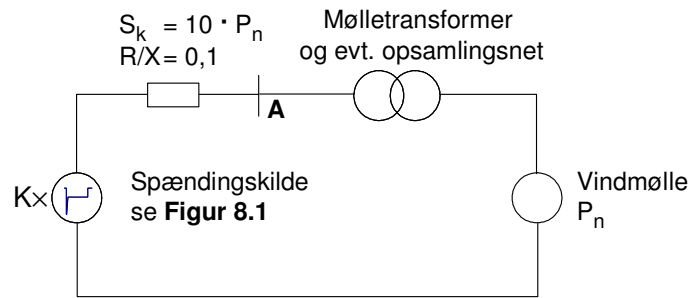 S_k = 10 · P_n
R/X = 0,1
Mølletransformer
og evt. opsamlingsnet
A
K×
Spændingskilde
se Figur 8.1
Vindmølle
P_n